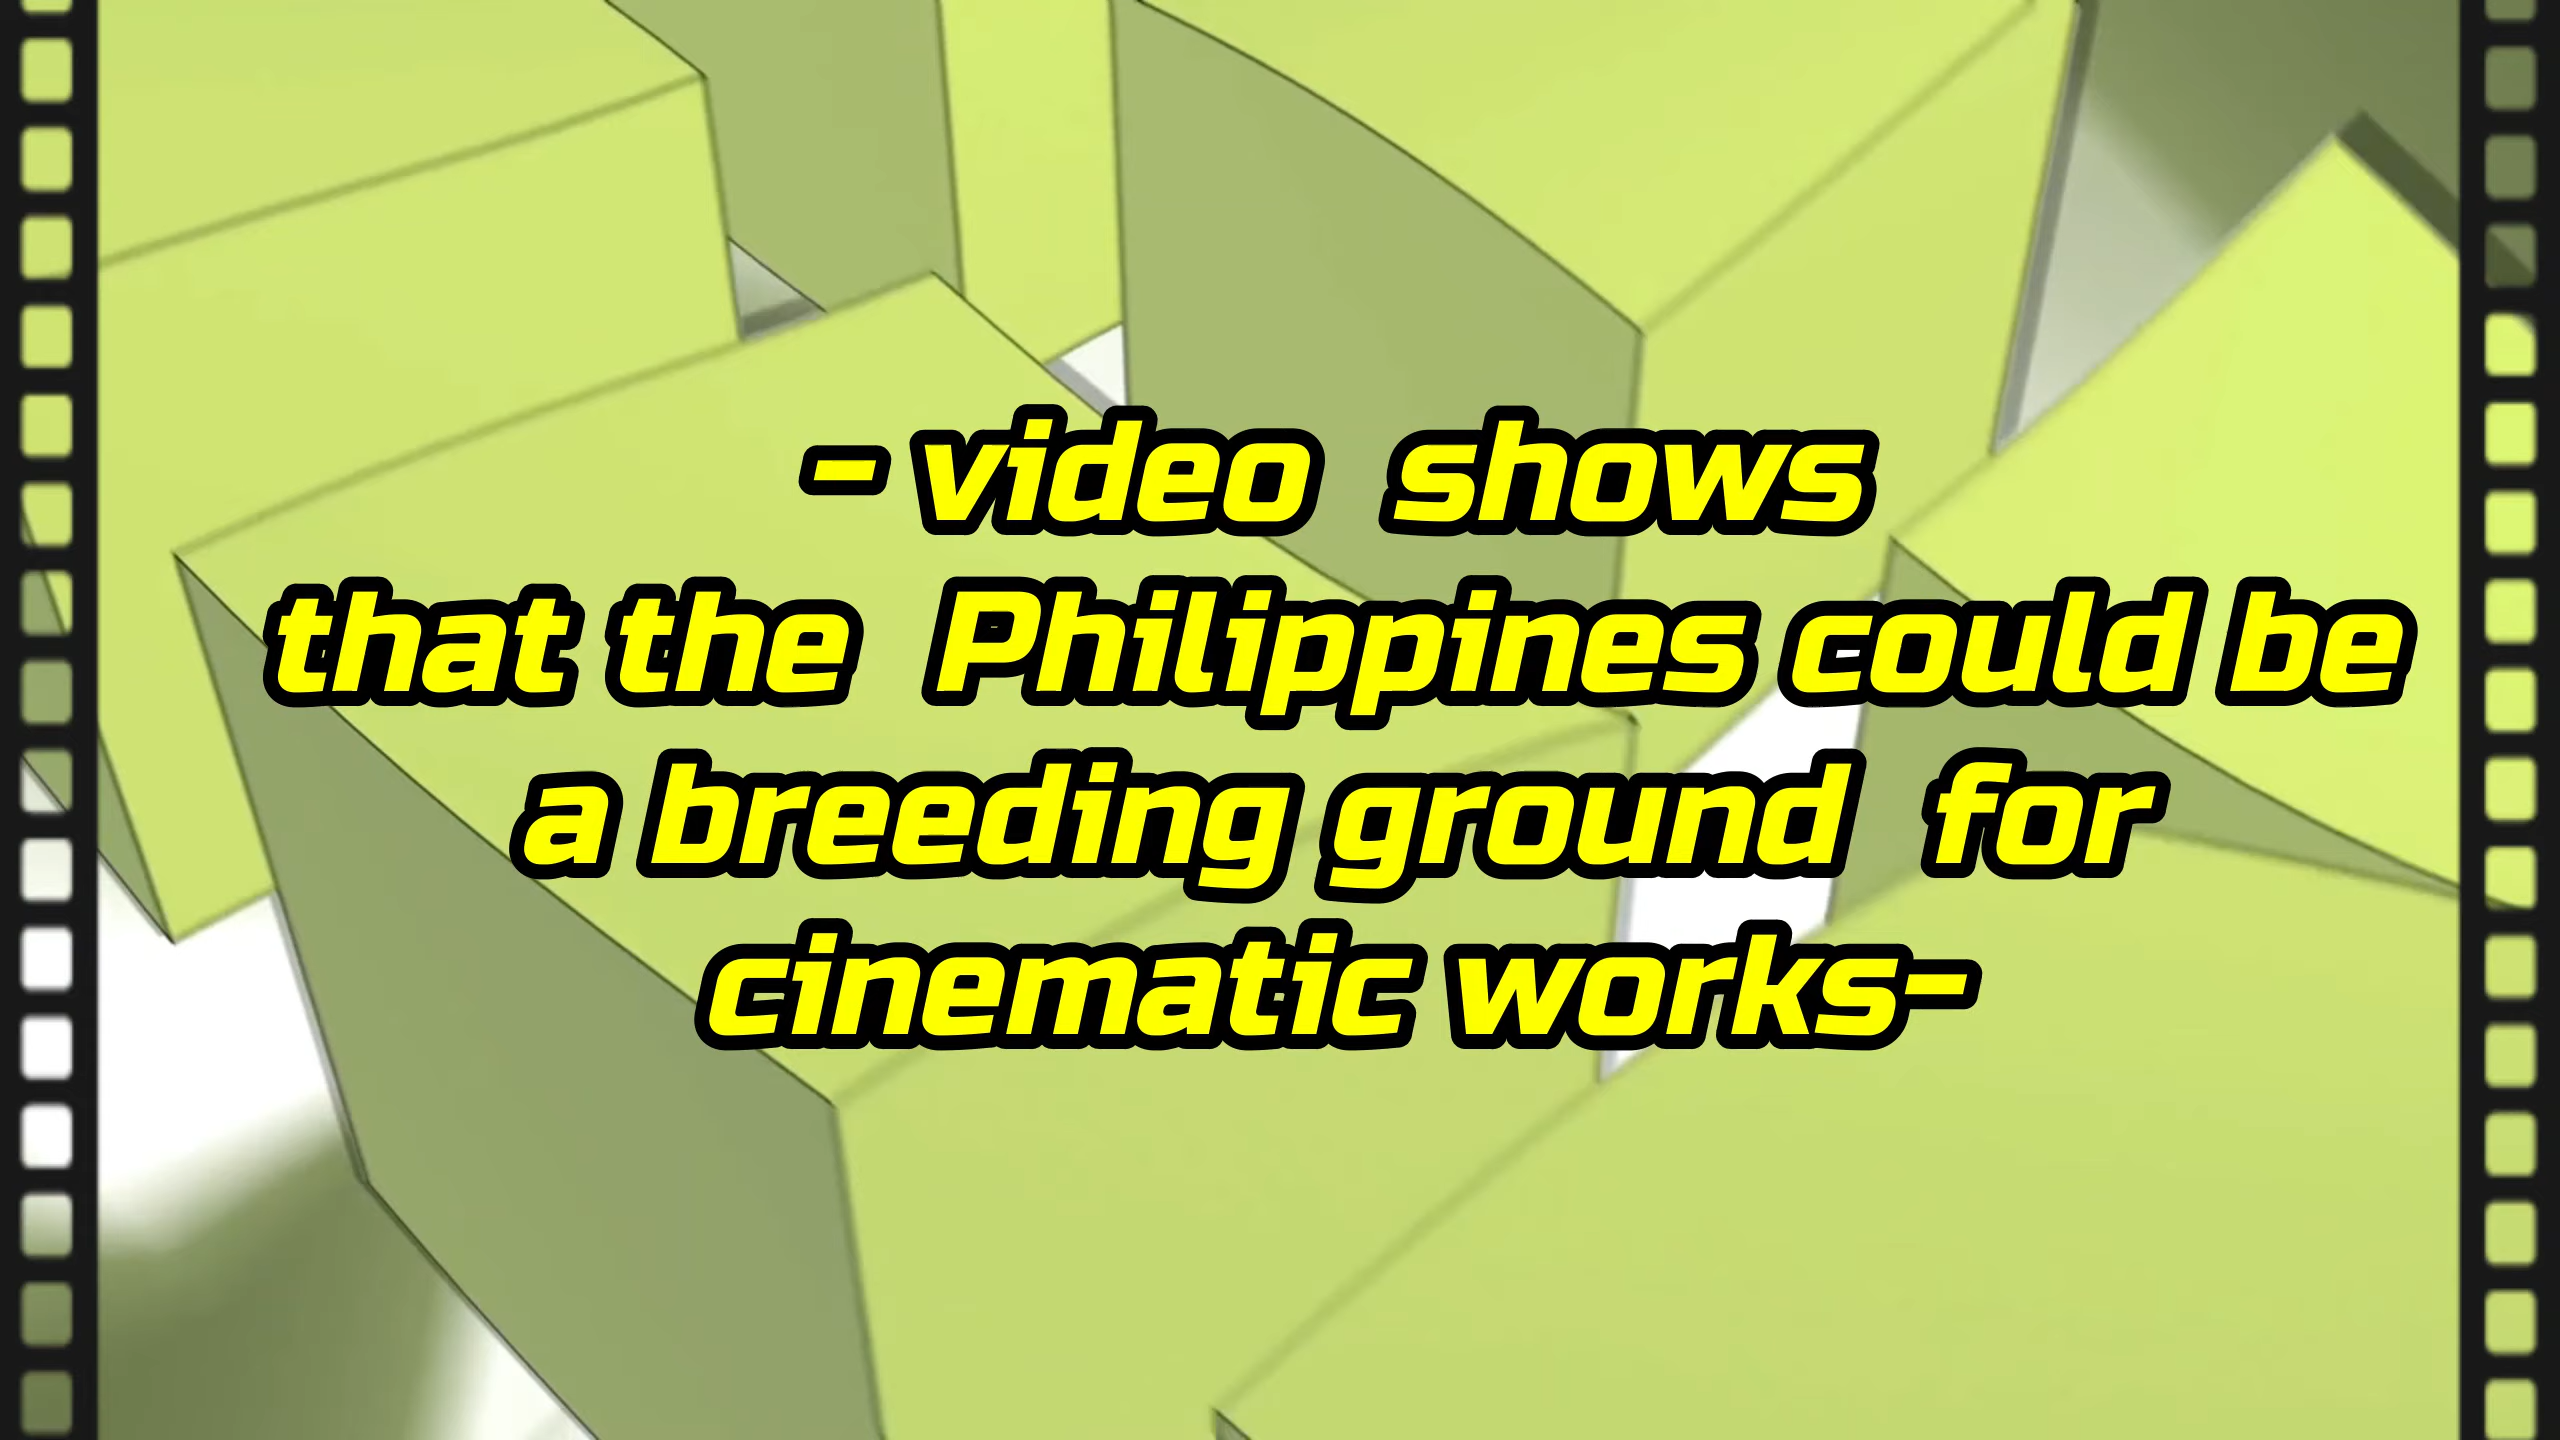 - video shows
that the Philippines could be
a breeding ground for
cinematic works-